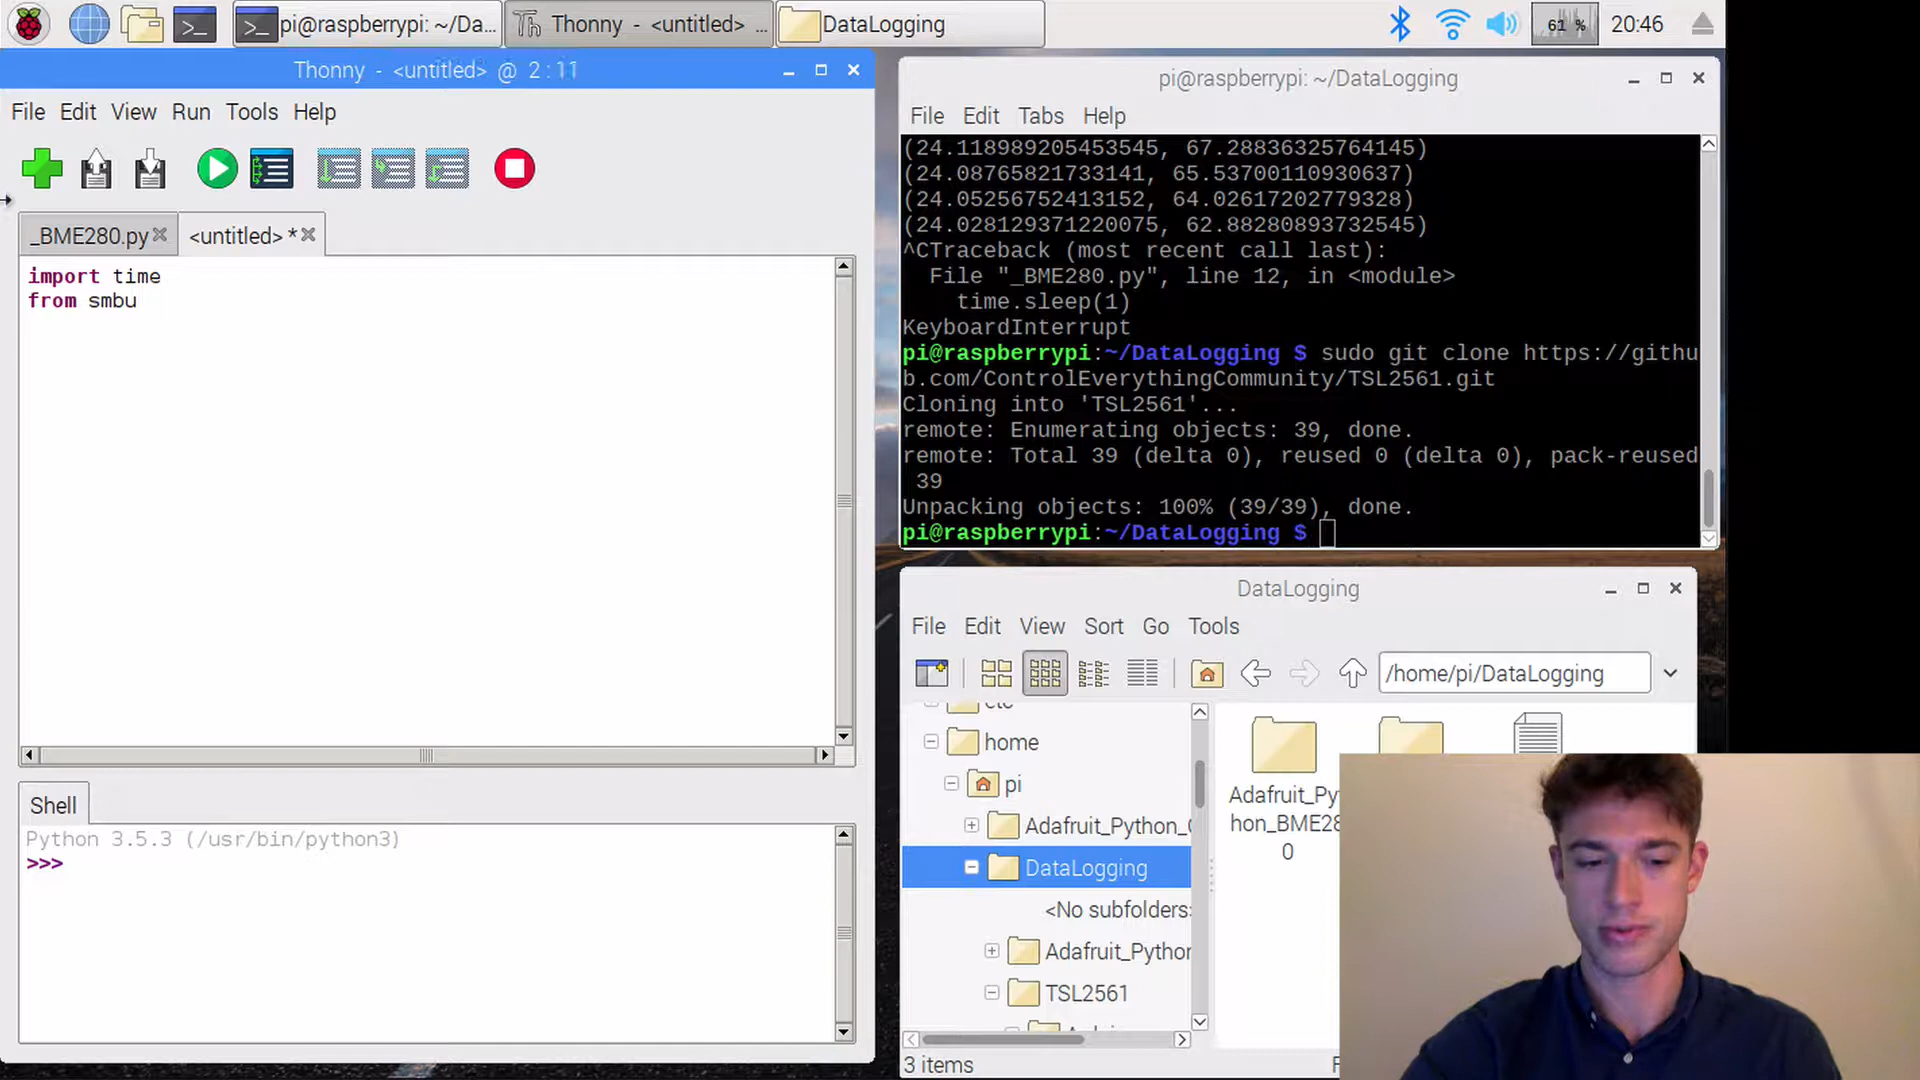 pi@raspberrypi: ~/Da...
Thonny - <untitled> ...
DataLogging
61 %
20:46
Thonny - <untitled> @ 2:11
File Edit View Run Tools Help
_BME280.py
<untitled> *
import time
from smbu
Shell
Python 3.5.3 (/usr/bin/python3)
>>>
pi@raspberrypi: ~/DataLogging
File Edit Tabs Help
(24.118989205453545, 67.28836325764145)
(24.08765821733141, 65.53700110930637)
(24.05256752413152, 64.02617202779328)
(24.028129371220075, 62.88280893732545)
^CTraceback (most recent call last):
File "_BME280.py", line 12, in <module>
time.sleep(1)
KeyboardInterrupt
pi@raspberrypi:~/DataLogging $ sudo git clone https://githu
b.com/ControlEverythingCommunity/TSL2561.git
Cloning into 'TSL2561'...
remote: Enumerating objects: 39, done.
remote: Total 39 (delta 0), reused 0 (delta 0), pack-reused
39
Unpacking objects: 100% (39/39), done.
pi@raspberrypi:~/DataLogging $
DataLogging
File Edit View Sort Go Tools
/home/pi/DataLogging
etc
home
pi
Adafruit_Python_
DataLogging
<No subfolders>
Adafruit_Python
TSL2561
Adafruit_Py
hon_BME28
0
3 items